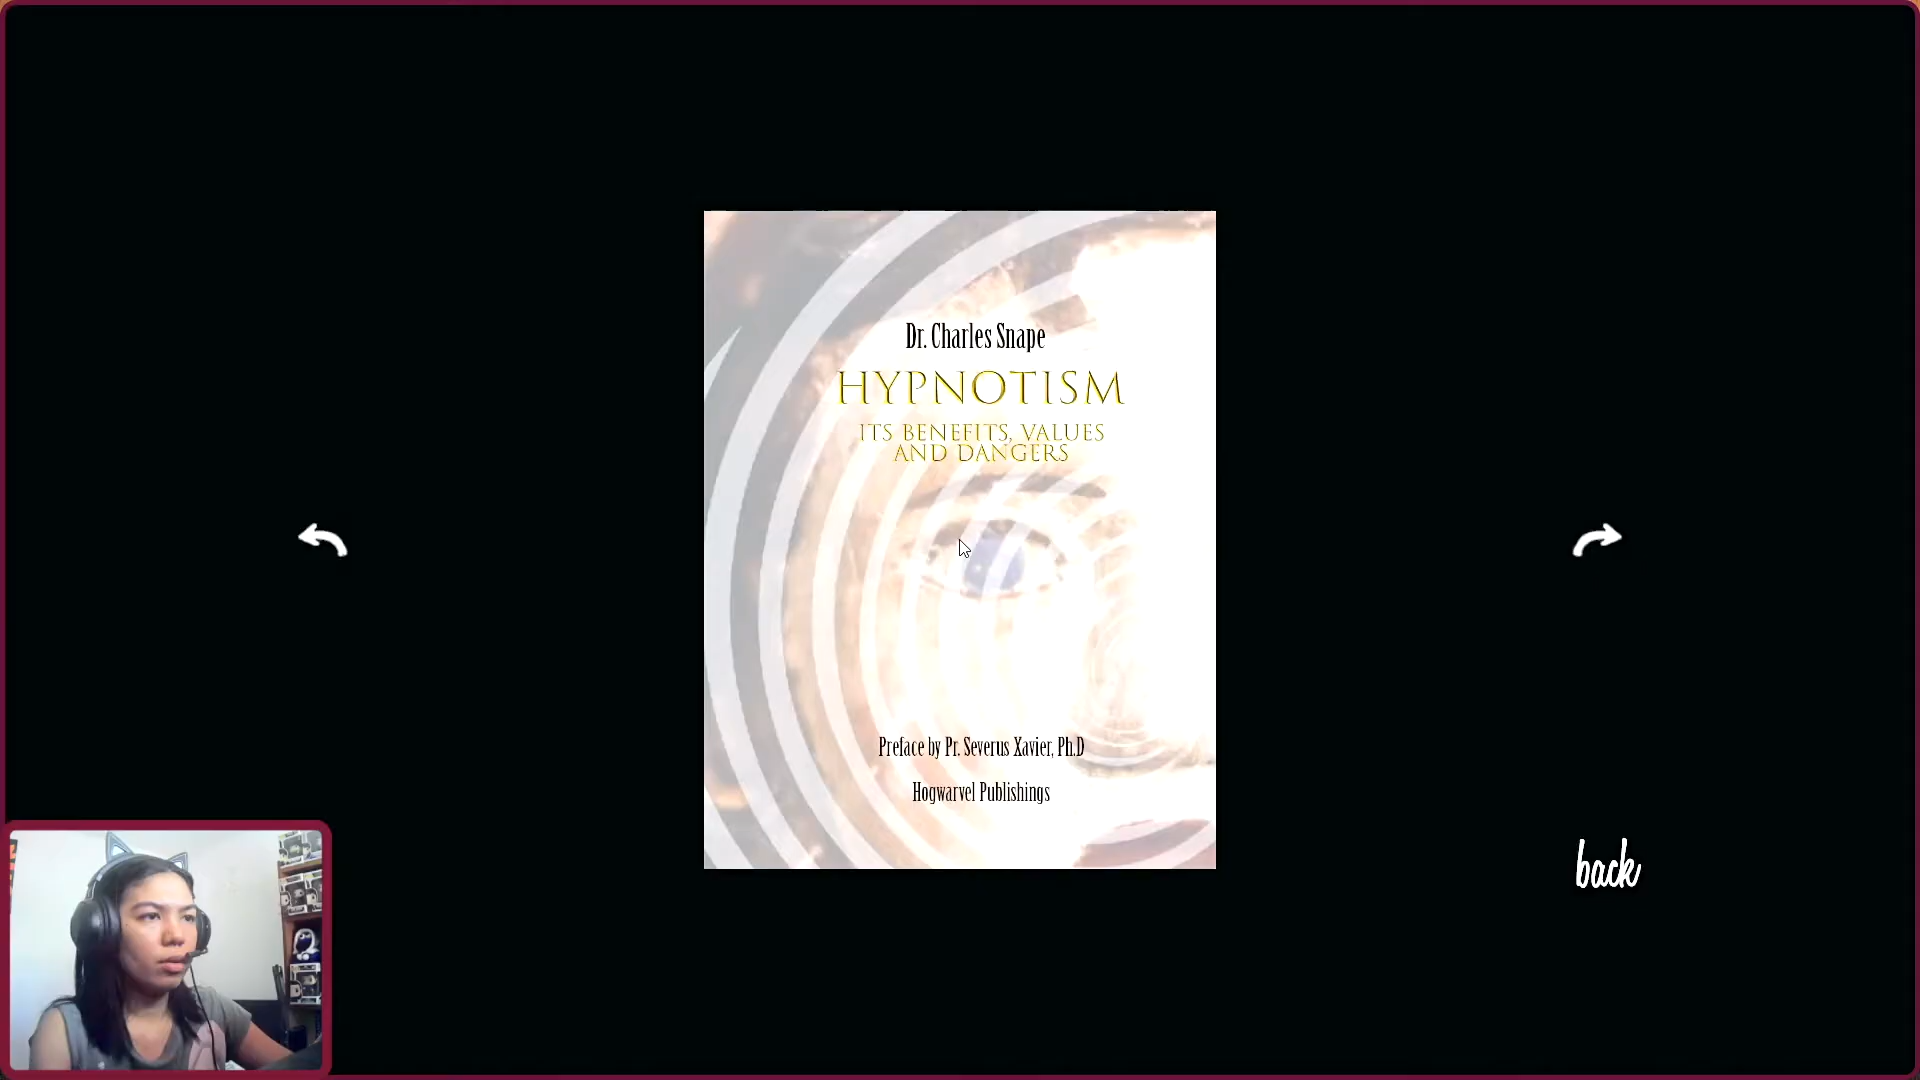 Dr. Charles Snape
HYPNOTISM
ITS BENEFITS, VALUES
AND DANGERS
Preface by Pr. Severus Xavier, Ph.D
Hogwarvel Publishings
back